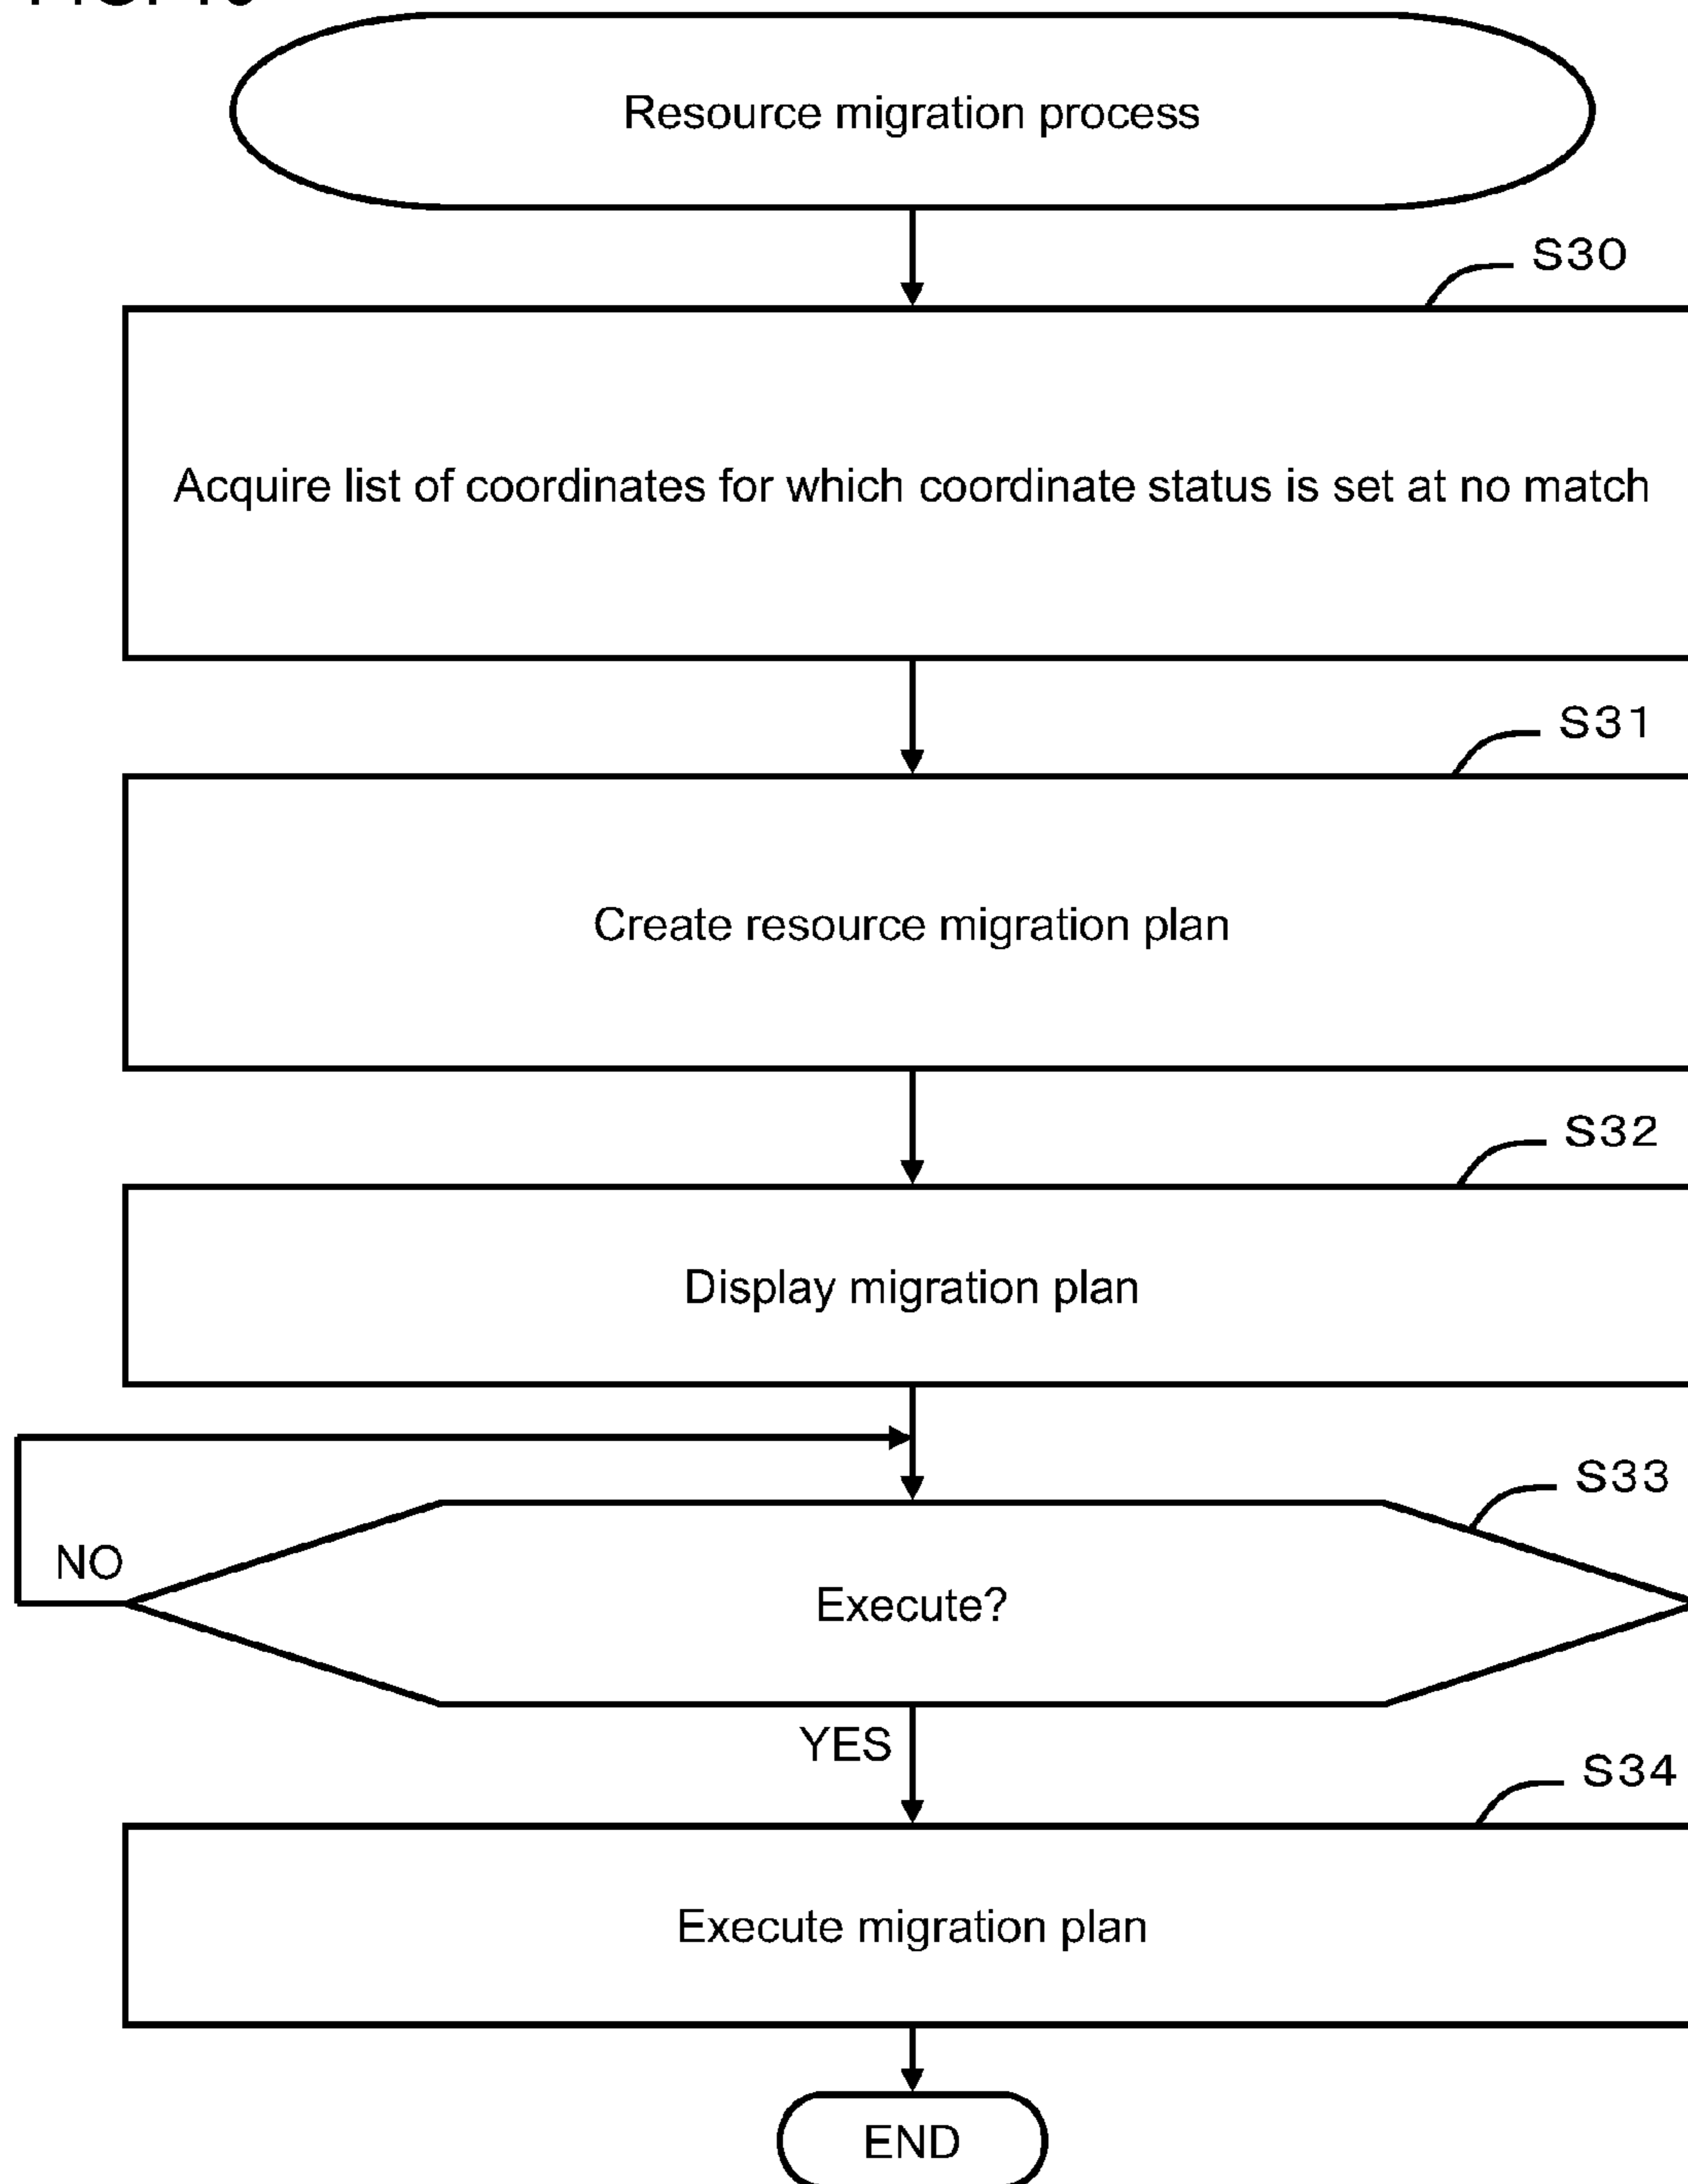 Resource migration process
S30
Acquire list of coordinates for which coordinate status is set at no match
S31
Create resource migration plan
S32
Display migration plan
S33
NO
Execute?
YES
S34
Execute migration plan
END